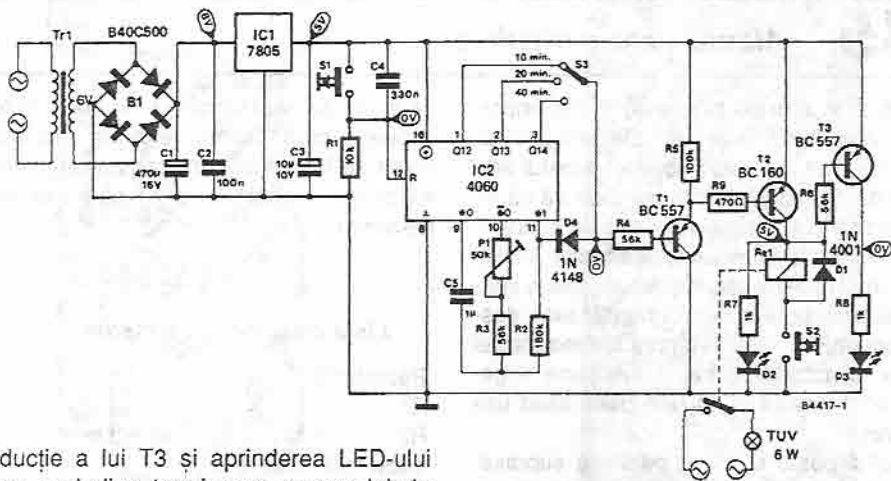 Tr1
B40C500
6V
B1
C1
470µ
16V
C2
100n
8V
IC1
7805
C3
10µ
10V
5V
S1
R1
10k
C4
330n
0V
10 min.
20 min.
40 min.
S3
16
1
2
3
Q12
Q13
Q14
12
R
IC2
4060
8
9
10
11
P1
50k
C5
1µ
R3
56k
R2
180k
D4
1N
4148
0V
R4
56k
T1
BC 557
R5
100k
R9
470Ω
T2
BC 160
5V
T3
BC 557
R6
5.6k
Re1
1N
4001
D1
0V
R7
1k
D2
S2
R8
1k
D3
84417-1
TUV
6 W
ducție a lui T3 și aprinderea LED-ului